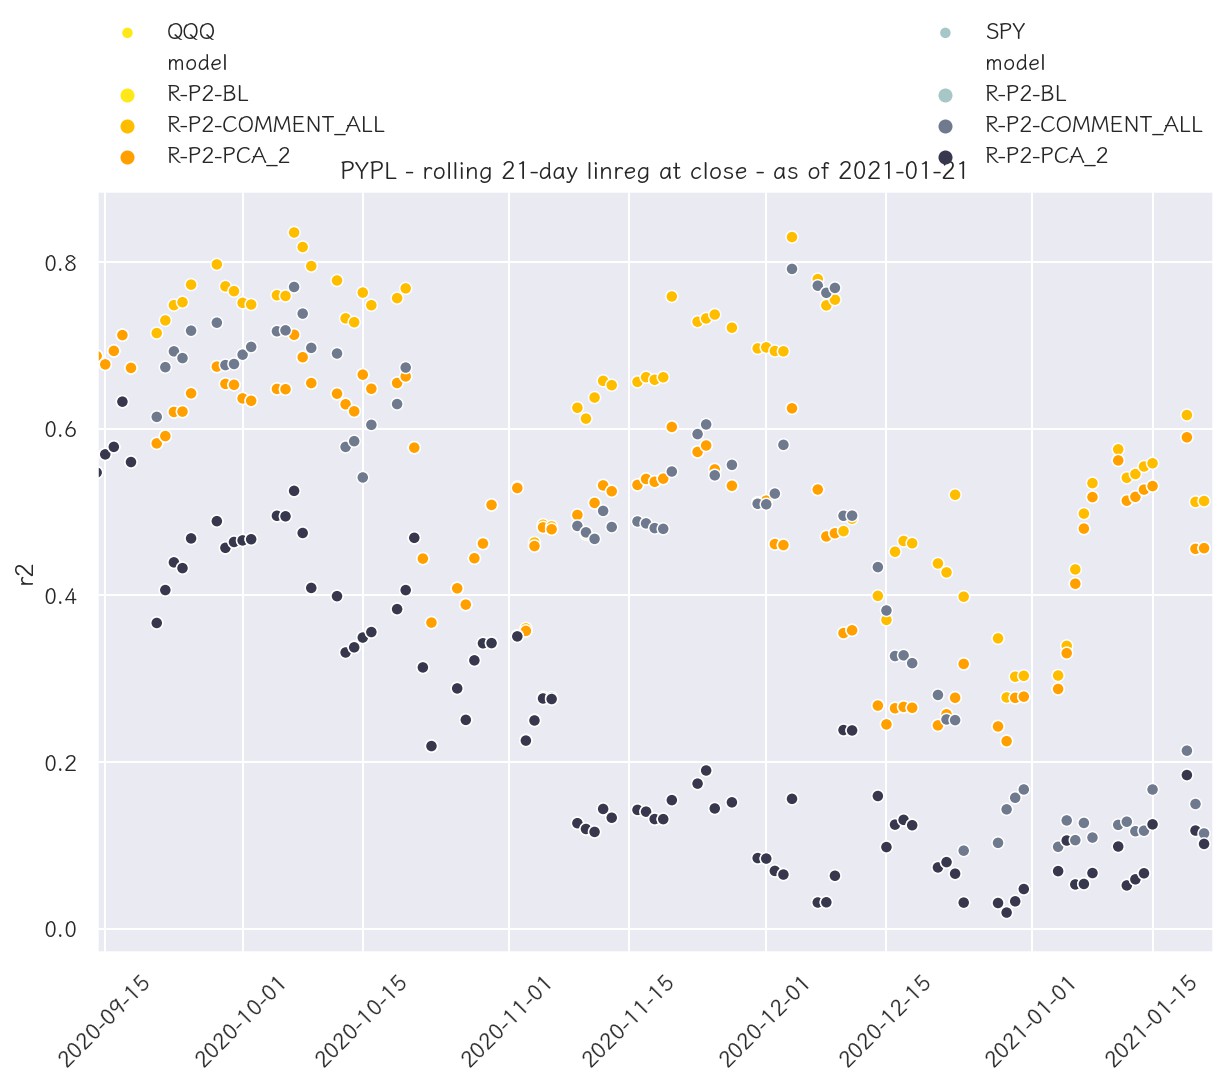 QQQ
model
R-P2-BL
R-P2-COMMENT_ALL
R-P2-PCA_2
SPY
model
R-P2-BL
R-P2-COMMENT_ALL
R-P2-PCA_2
PYPL - rolling 21-day linreg at close - as of 2021-01-21
0.8
0.6
0.4
0.2
0.0
r2
2020-09-15
2020-10-01
2020-10-15
2020-11-01
2020-11-15
2020-12-01
2020-12-15
2021-01-01
2021-01-15